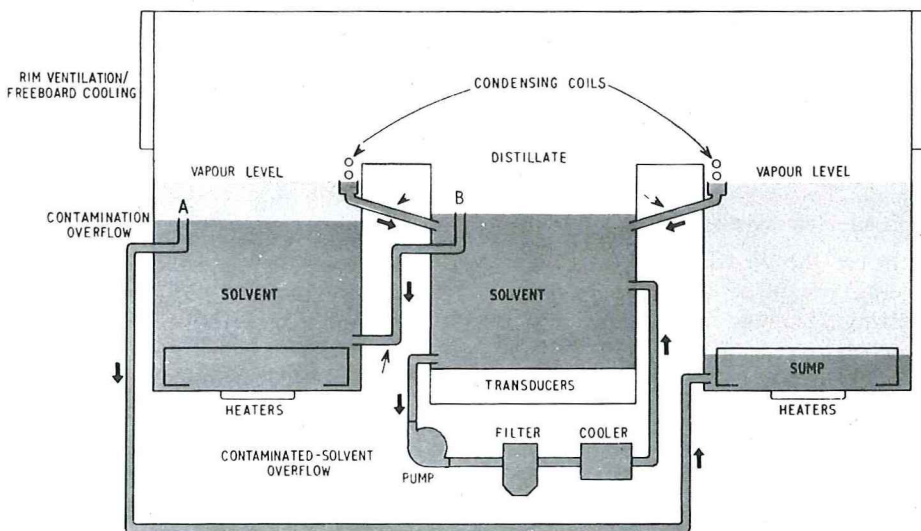 RIM VENTILATION/
FREEBOARD COOLING
CONDENSING COILS
DISTILLATE
VAPOUR LEVEL
VAPOUR LEVEL
CONTAMINATION
OVERFLOW
A
B
SOLVENT
SOLVENT
SUMP
TRANSDUCERS
HEATERS
HEATERS
FILTER
COOLER
CONTAMINATED-SOLVENT
OVERFLOW
PUMP